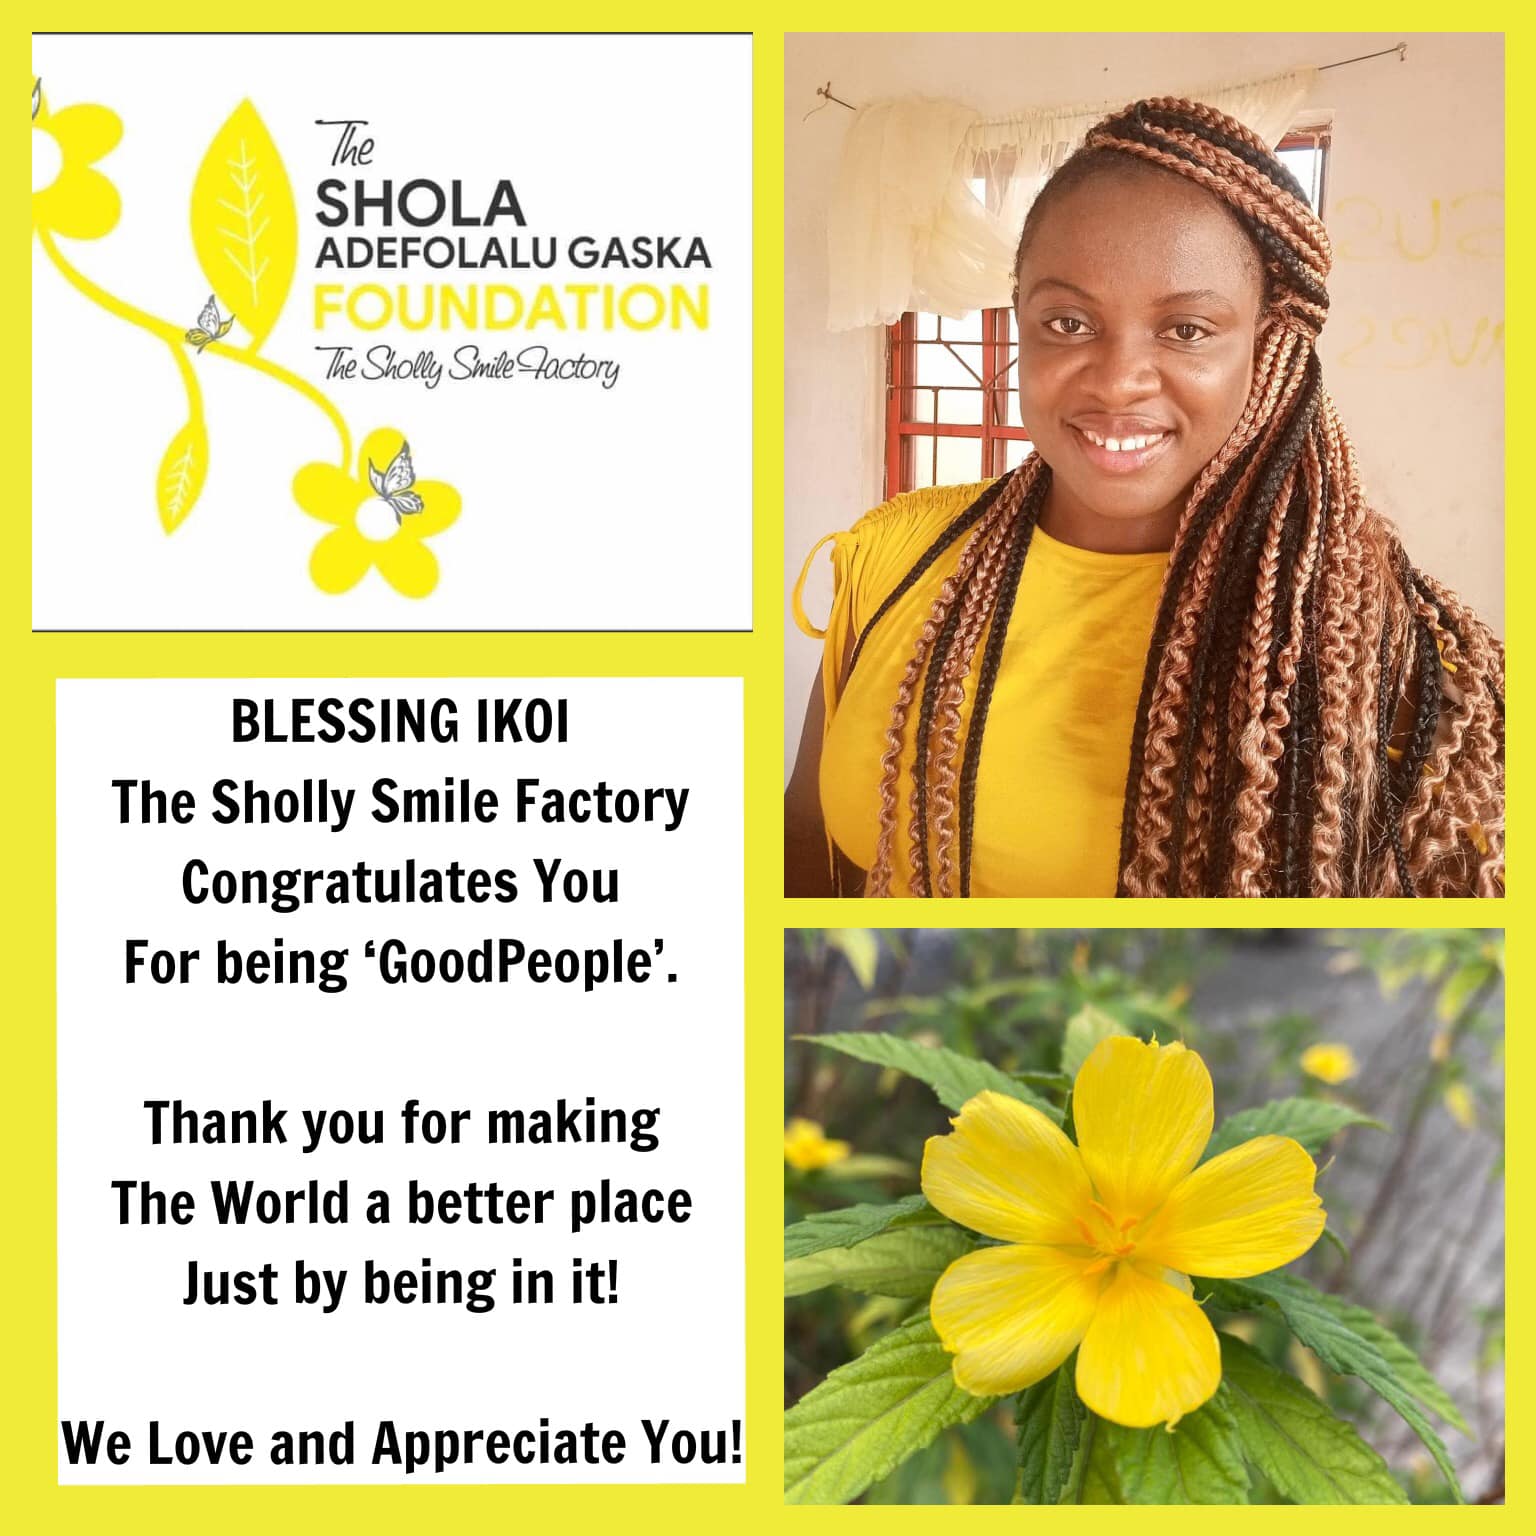 The
SHOLA
ADEFOLALU GASKA
FOUNDATION
The Sholly Smile Factory
BLESSING IKOI
The Sholly Smile Factory
Congratulates You
For being ‘GoodPeople’.
Thank you for making
The World a better place
Just by being in it!
We Love and Appreciate You!